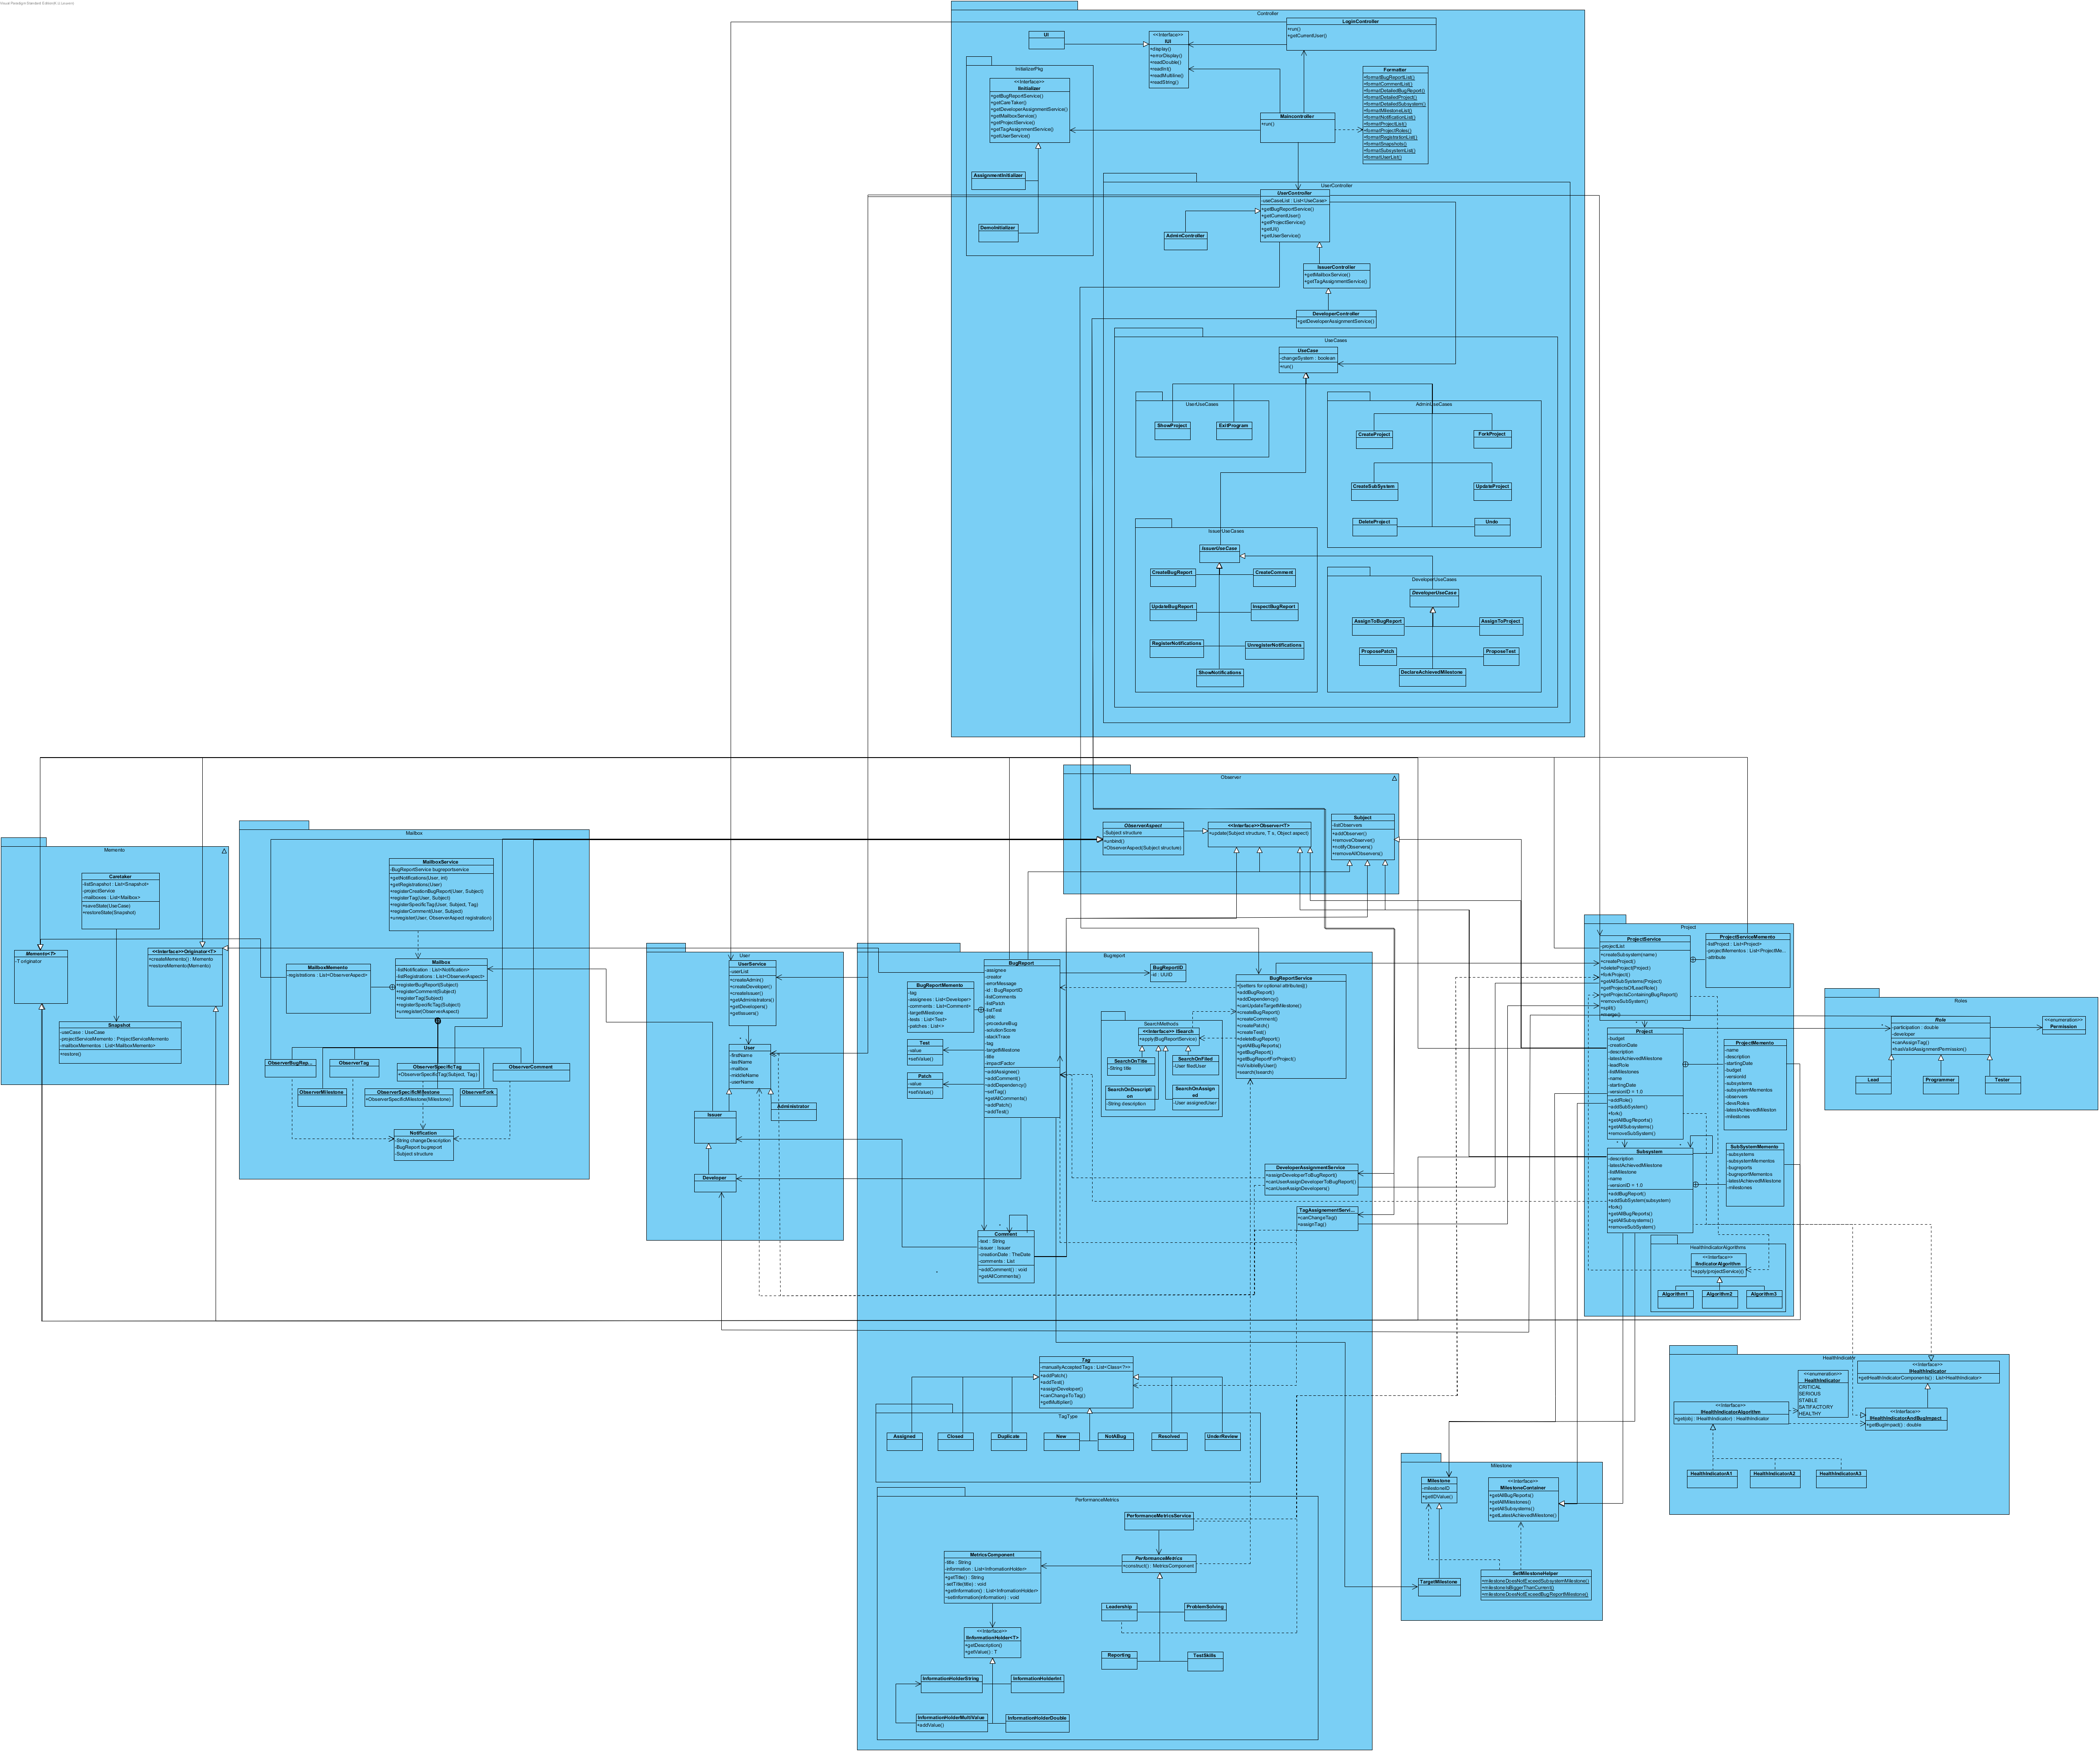 Controller
LoginController
+run()
+getCurrentUser()
UI
<<Interface>>
IUI
+display()
+errorDisplay()
+readDouble()
+readInt()
+readMultiline()
+readString()
Formatter
+formatBugReportList()
+formatCommentList()
+formatDetailedBugReport()
+formatDetailedProject()
+formatDetailedSubsystem()
+formatMilestoneList()
+formatNotificationList()
+formatProjectList()
+formatProjectRoles()
+formatRegistrationList()
+formatSnapshots()
+formatSubsystemList()
+formatUserList()
InitializerPkg
<<Interface>>
IInitializer
+getBugReportService()
+getCareTaker()
+getDeveloperAssignmentService()
+getMailboxService()
+getProjectService()
+getTagAssignmentService()
+getUserService()
AssignmentInitializer
DemoInitializer
Maincontroller
+run()
UserController
UserController
-useCaseList : List<UseCase>
+getBugReportService()
+getCurrentUser()
+getProjectService()
+getUI()
+getUserService()
AdminController
IssuerController
+getMailboxService()
+getTagAssignmentService()
DeveloperController
+getDeveloperAssignmentService()
UseCases
UseCase
-changeSystem : boolean
+run()
UserUseCases
ShowProject
ExitProgram
AdminUseCases
CreateProject
ForkProject
CreateSubSystem
UpdateProject
DeleteProject
Undo
IssuerUseCases
IssuerUseCase
CreateBugReport
CreateComment
UpdateBugReport
InspectBugReport
RegisterNotifications
UnregisterNotifications
ShowNotifications
DeveloperUseCases
DeveloperUseCase
AssignToBugReport
AssignToProject
ProposePatch
ProposeTest
DeclareAchievedMilestone
Observer
ObserverAspect
-Subject structure
+unbind()
+ObserverAspect(Subject structure)
<<Interface>>Observer<T>
+update(Subject structure, T s, Object aspect)
Subject
-listObservers
+addObserver()
+removeObserver()
+notifyObservers()
+removeAllObservers()
Memento
Caretaker
-listSnapshot : List<Snapshot>
-projectService
-mailboxes : List<Mailbox>
+saveState(UseCase)
+restoreState(Snapshot)
Memento<T>
-T originator
<<Interface>>Originator<T>
+createMemento() : Memento
+restoreMemento(Memento)
Snapshot
-useCase : UseCase
-projectServiceMemento : ProjectServiceMemento
-mailboxMementos : List<MailboxMemento>
+restore()
Mailbox
MailboxService
-BugReportService bugreportservice
+getNotifications(User, int)
+getRegistrations(User)
+registerCreationBugReport(User, Subject)
+registerTag(User, Subject)
+registerSpecificTag(User, Subject, Tag)
+registerComment(User, Subject)
+unregister(User, ObserverAspect registration)
MailboxMemento
-registrations : List<ObserverAspect>
Mailbox
-listNotification : List<Notification>
-listRegistrations : List<ObserverAspect>
+registerBugReport(Subject)
+registerComment(Subject)
+registerTag(Subject)
+registerSpecificTag(Subject)
+unregister(ObserverAspect)
ObserverBugRep...
ObserverTag
ObserverSpecificTag
+ObserverSpecificTag(Subject, Tag)
ObserverComment
ObserverMilestone
ObserverSpecificMilestone
+ObserverSpecificMilestone(Milestone)
ObserverFork
Notification
-String changeDescription
-BugReport bugreport
-Subject structure
User
UserService
-userList
+createAdmin()
+createDeveloper()
+createIssuer()
+getAdministrators()
+getDevelopers()
+getIssuers()
*
User
-firstName
-lastName
-mailbox
-middleName
-userName
Administrator
Issuer
Developer
Bugreport
BugReport
-assignee
-creator
-errorMessage
-id : BugReportID
-listComments
-listPatch
-listTest
-pblc
-procedureBug
-solutionScore
-stackTrace
-tag
-targetMilestone
-title
-impactFactor
+addAssignee()
+addComment()
+addDependency()
-setTag()
+getAllComments()
+addPatch()
+addTest()
BugReportID
-id : UUID
BugReportMemento
-tag
-assignees : List<Developer>
-comments : List<Comment>
-targetMilestone
-tests : List<Test>
-patches : List<>
Test
-value
+setValue()
Patch
-value
+setValue()
BugReportService
+[setters for optional attributes]()
+addBugReport()
+addDependency()
+canUpdateTargetMilestone()
+createBugReport()
+createComment()
+createPatch()
+createTest()
+deleteBugReport()
+getAllBugReports()
+getBugReport()
+getBugReportForProject()
+isVisibleByUser()
+search(Isearch)
SearchMethods
<<Interface>> ISearch
+apply(BugReportService)
SearchOnTitle
-String title
SearchOnFiled
-User filedUser
SearchOnDescripti
on
-String description
SearchOnAssign
ed
-User assignedUser
DeveloperAssignmentService
+assignDeveloperToBugReport()
+canUserAssignDeveloperToBugReport()
+canUserAssignDevelopers()
TagAssignementServi...
+canChangeTag()
+assignTag()
*
Comment
-text : String
-issuer : Issuer
-creationDate : TheDate
-comments : List
~addComment() : void
+getAllComments()
*
Tag
-manuallyAcceptedTags : List<Class<?>>
+addPatch()
+addTest()
+assignDeveloper()
+canChangeToTag()
+getMultiplier()
TagType
Assigned
Closed
Duplicate
New
NotABug
Resolved
UnderReview
PerformanceMetrics
PerformanceMetricsService
PerformanceMetrics
+construct() : MetricsComponent
MetricsComponent
-title : String
-information : List<InfromationHolder>
+getTitle() : String
-setTitle(title) : void
+getInformation() : List<InfromationHolder>
~setInformation(information) : void
<<Interface>>
IInformationHolder<T>
+getDescription()
+getValue() : T
Leadership
ProblemSolving
Reporting
TestSkills
InformationHolderString
InformationHolderInt
InformationHolderMultiValue
+addValue()
InformationHolderDouble
Project
ProjectService
-projectList
+createSubsystem(name)
+createProject()
+deleteProject(Project)
+forkProject()
+getAllSubSystems(Project)
+getProjectsOfLeadRole()
+getProjectsContainingBugReport()
+removeSubSystem()
+split()
+merge()
ProjectServiceMemento
-listProject : List<Project>
-projectMementos : List<ProjectMe...
-attribute
*
Project
-budget
-creationDate
-description
-latestAchievedMilestone
-leadRole
-listMilestones
-name
-startingDate
-versionID = 1.0
~addRole()
~addSubSystem()
+fork()
+getAllBugReports()
+getAllSubsystems()
+removeSubSystem()
ProjectMemento
-name
-description
-startingDate
-budget
-versionId
-subsystems
-subsystemMementos
-observers
-devsRoles
-latestAchievedMileston
-milestones
*
*
Subsystem
-description
-latestAchievedMilestone
-listMilestone
-name
-versionID = 1.0
+addBugReport()
+addSubSystem(subsystem)
+fork()
+getAllBugReports()
+getAllSubsystems()
+removeSubSystem()
SubSystemMemento
-subsystems
-subsystemMementos
-bugreports
-bugreportMementos
-latestAchievedMilestone
-milestones
HealthIndicatorAlgorithms
<<Interface>>
IIndicatorAlgorithm
+apply(projectService)()
Algorithm1
Algorithm2
Algorithm3
Roles
*
Role
-participation : double
-developer
+canAssignTag()
+hasValidAssignmentPermission()
<<enumeration>>
Permission
Lead
Programmer
Tester
HealthIndicator
<<enumeration>>
HealthIndicator
CRITICAL
SERIOUS
STABLE
SATIFACTORY
HEALTHY
<<Interface>>
IHealthIndicator
+getHealthIndicatorComponents() : List<HealthIndicator>
<<Interface>>
IHealthIndicatorAlgorithm
+get(obj : IHealthIndicator) : HealthIndicator
<<Interface>>
IHealthIndicatorAndBugImpact
+getBugImpact() : double
HealthIndicatorA1
HealthIndicatorA2
HealthIndicatorA3
Milestone
Milestone
-milestoneID
+getIDValue()
<<Interface>>
MilestoneContainer
+getAllBugReports()
+getAllMilestones()
+getAllSubsystems()
+getLatestAchievedMilestone()
TargetMilestone
SetMilestoneHelper
+milestoneDoesNotExceedSubsystemMilestone()
+milestoneIsBiggerThanCurrent()
+milestoneDoesNotExceedBugReportMilestone()